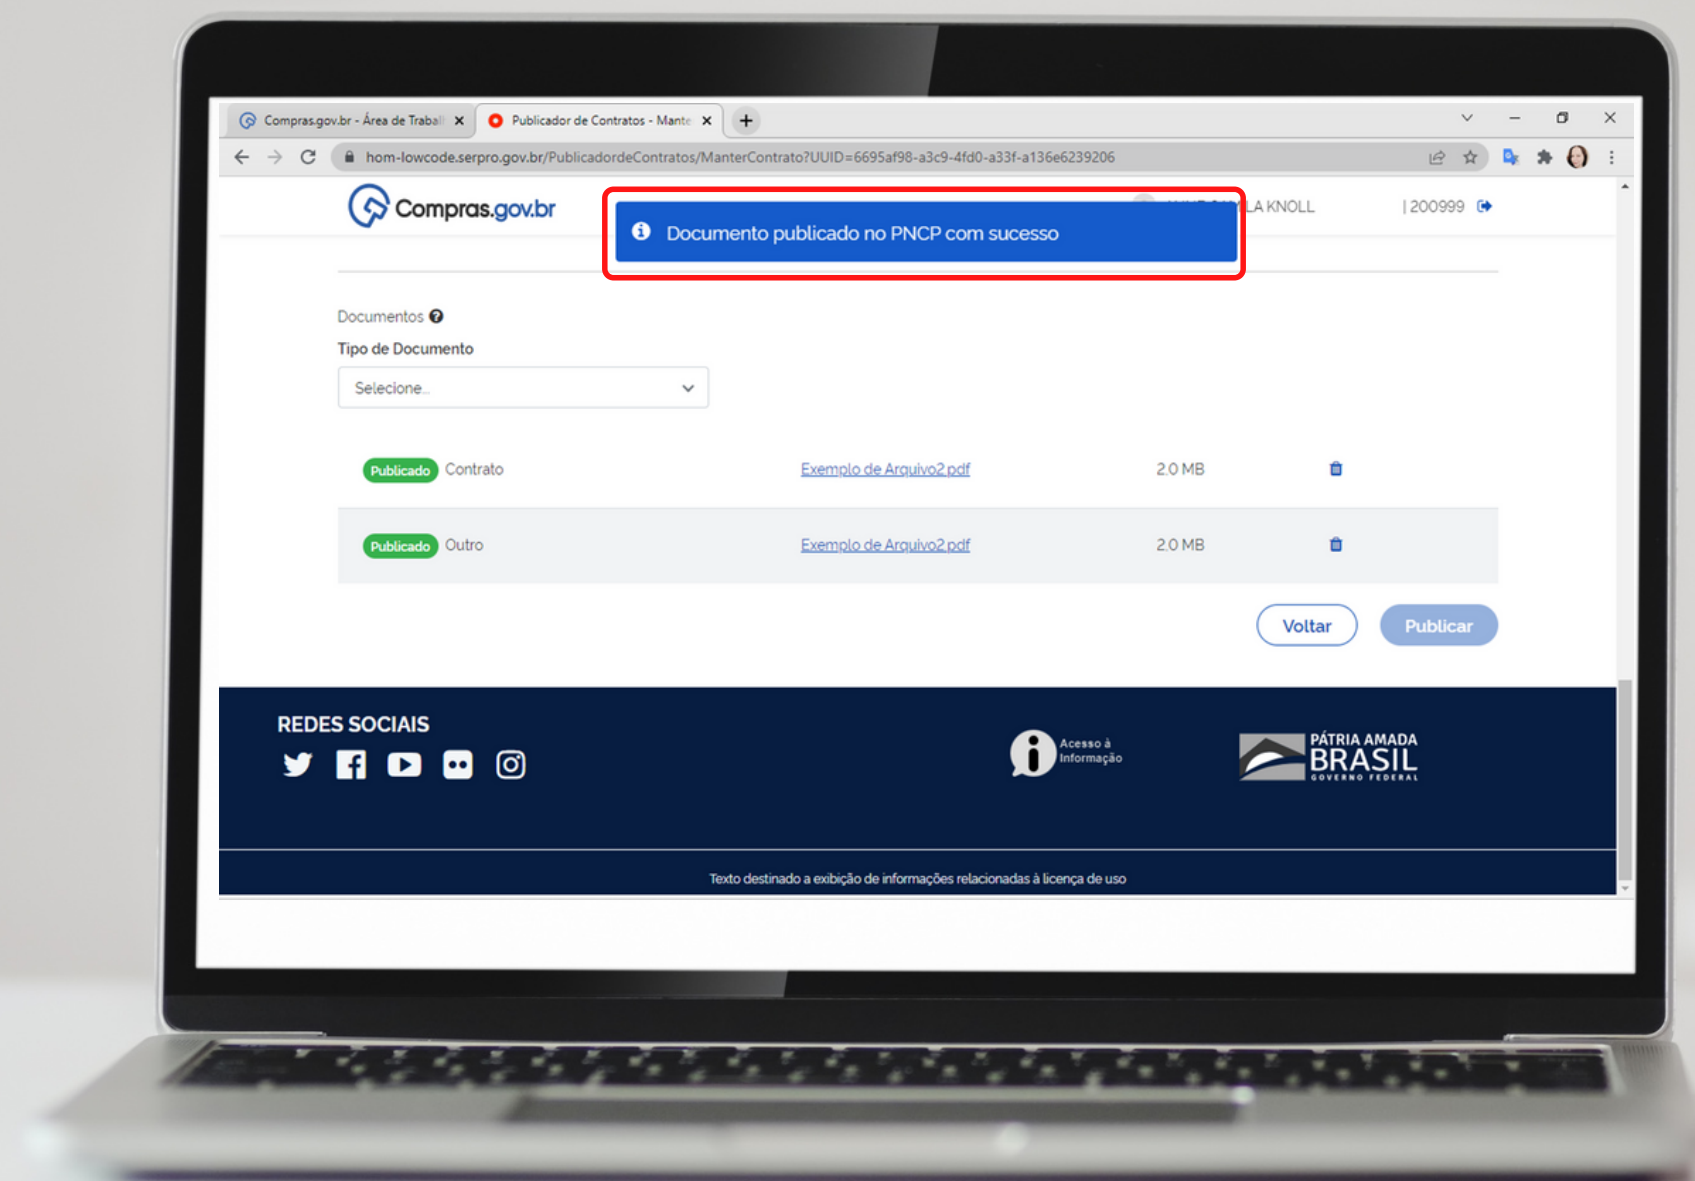 Compras.gov.br - Área de Trabal
Publicador de Contratos - Mante
hom-lowcode.serpro.gov.br/PublicadordeContratos/ManterContrato?UUID=6695af98-a3c9-4fd0-a33f-a136e6239206
Compras.gov.br
Documento publicado no PNCP com sucesso
KNOLL
| 200999
Documentos
Tipo de Documento
Selecione...
Publicado Contrato Exemplo de Arquivo2.pdf 2.0 MB
Publicado Outro Exemplo de Arquivo2.pdf 2.0 MB
Voltar Publicar
REDES SOCIAIS
Acesso à
Informação
PÁTRIA AMADA
BRASIL
GOVERNO FEDERAL
Texto destinado a exibição de informações relacionadas à licença de uso